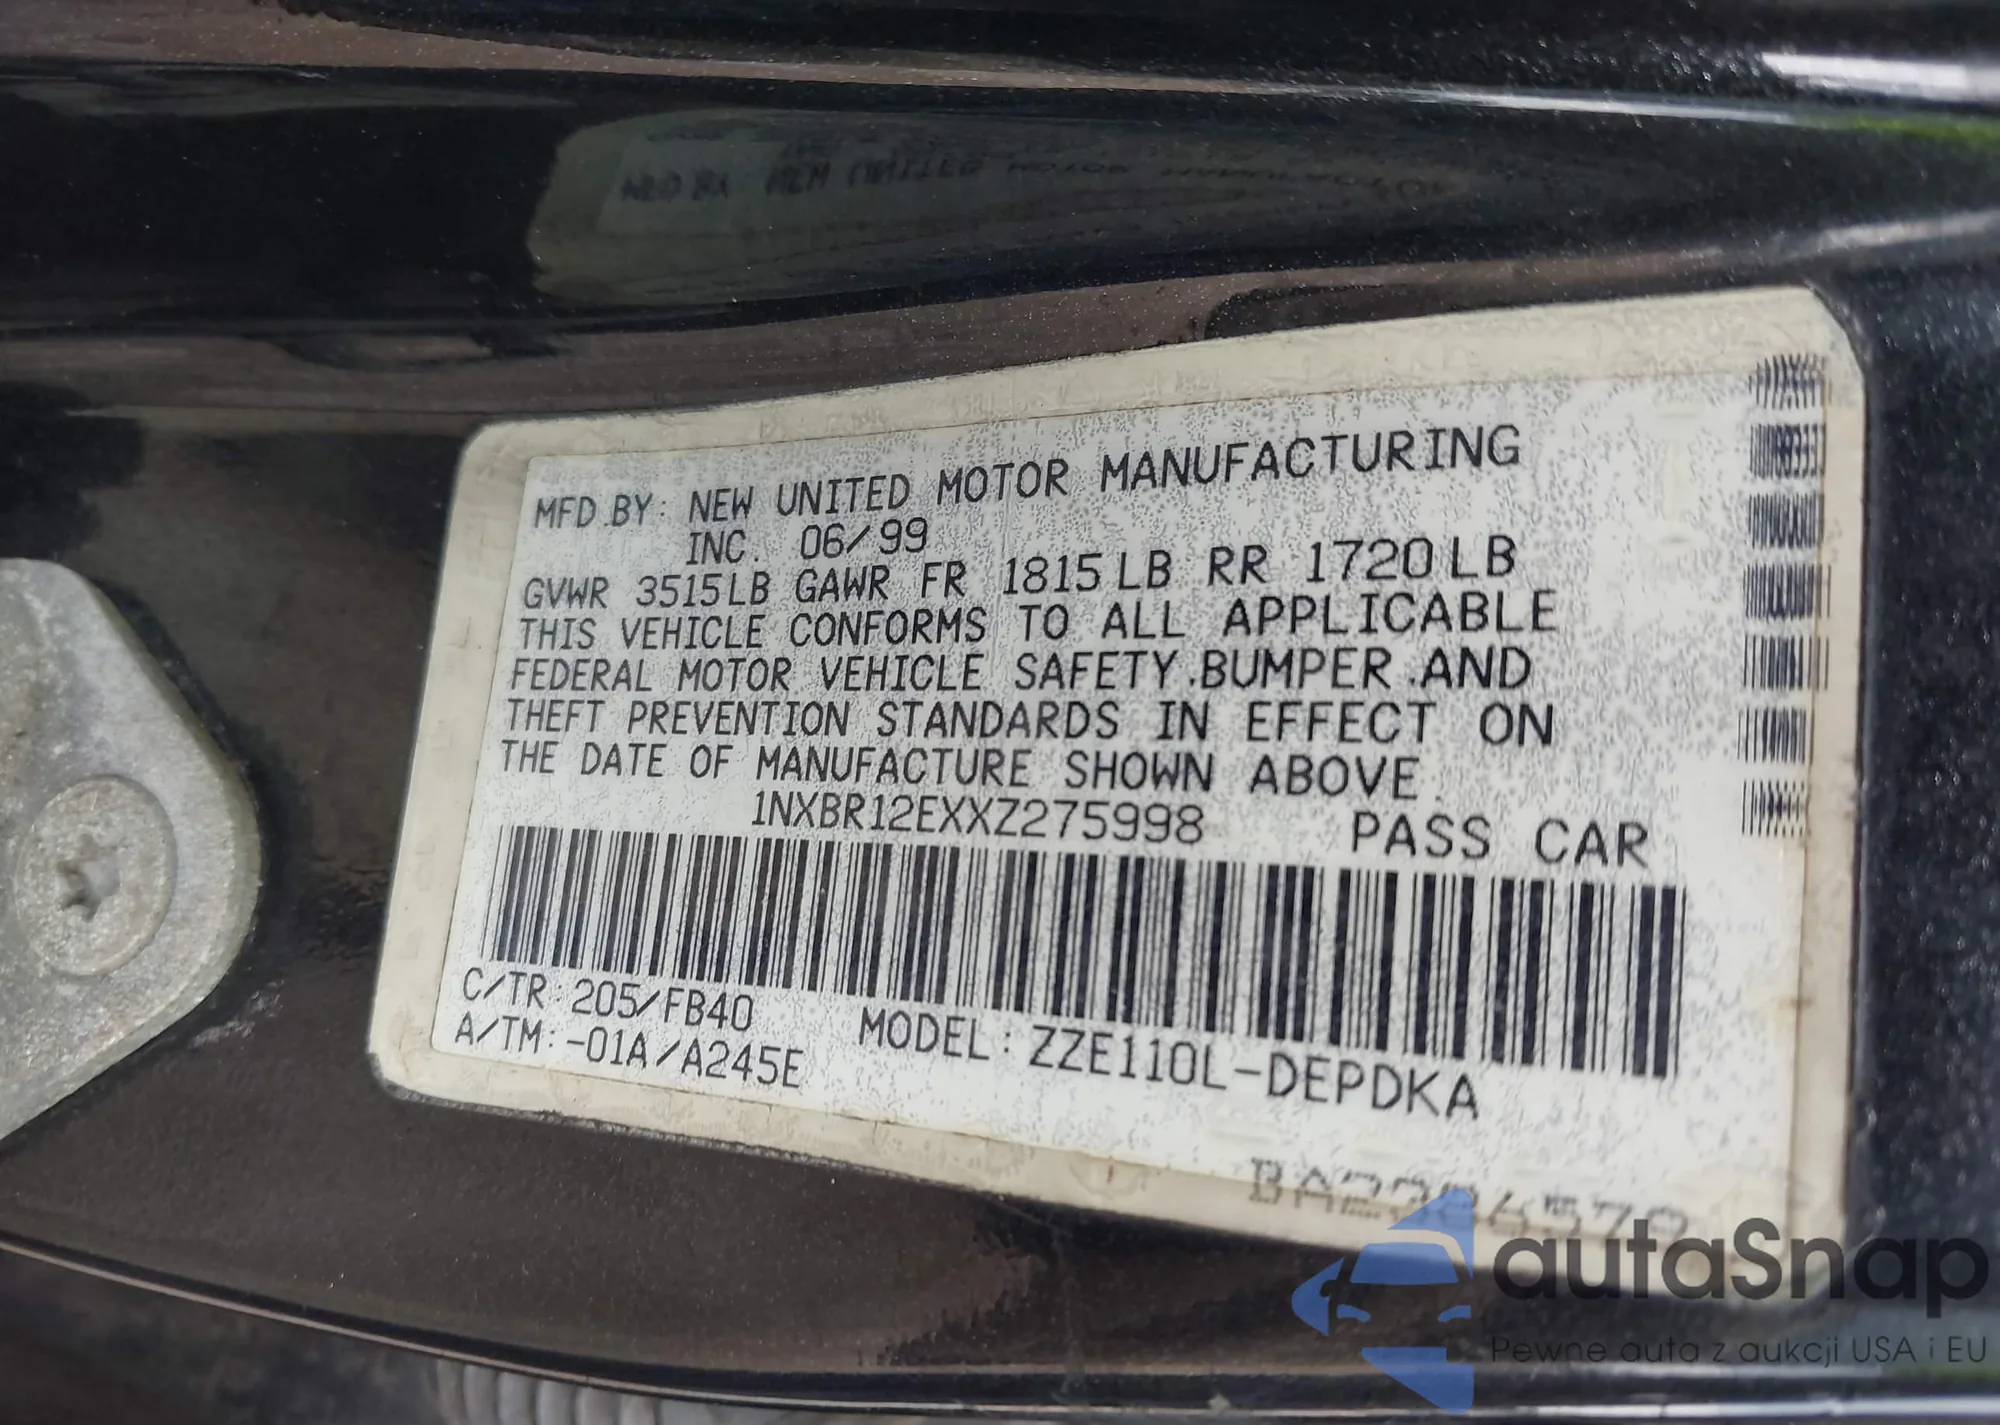 MFD.BY: NEW UNITED MOTOR MANUFACTURING
INC. 06/99
GVWR 3515LB GAWR FR 1815LB RR 1720LB
THIS VEHICLE CONFORMS TO ALL APPLICABLE
FEDERAL MOTOR VEHICLE SAFETY.BUMPER.AND
THEFT PREVENTION STANDARDS IN EFFECT ON
THE DATE OF MANUFACTURE SHOWN ABOVE.
1NXBR12EXXZ275998 PASS CAR
C/TR:205/FB40
A/TM:-01A/A245E
MODEL:ZZE110L-DEPDKA
autaSnap
Pewne auta z aukcji USA i EU